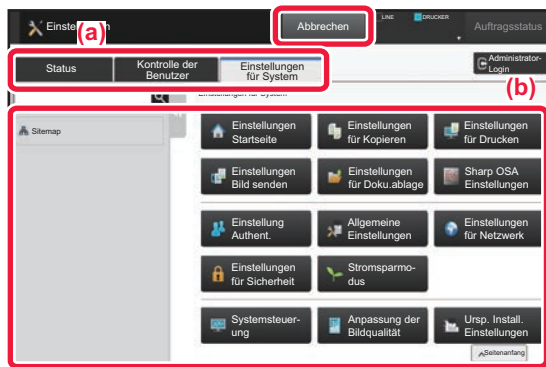 Einstellungen
(a)
Abbrechen
LINE
DRUCKER
Auftragsstatus
Status
Kontrolle der
Benutzer
Einstellungen
für System
Administrator-
Login
(b)
Einstellungen für System
Sitemap
Einstellungen
Startseite
Einstellungen
für Kopieren
Einstellungen
für Drucken
Einstellungen
Bild senden
Einstellungen
für Doku.ablage
Sharp OSA
Einstellungen
Einstellung
Authent.
Allgemeine
Einstellungen
Einstellungen
für Netzwerk
Einstellungen
für Sicherheit
Stromsparmo-
dus
Systemsteuer-
ung
Anpassung der
Bildqualität
Ursp. Install.
Einstellungen
Seitenanfang